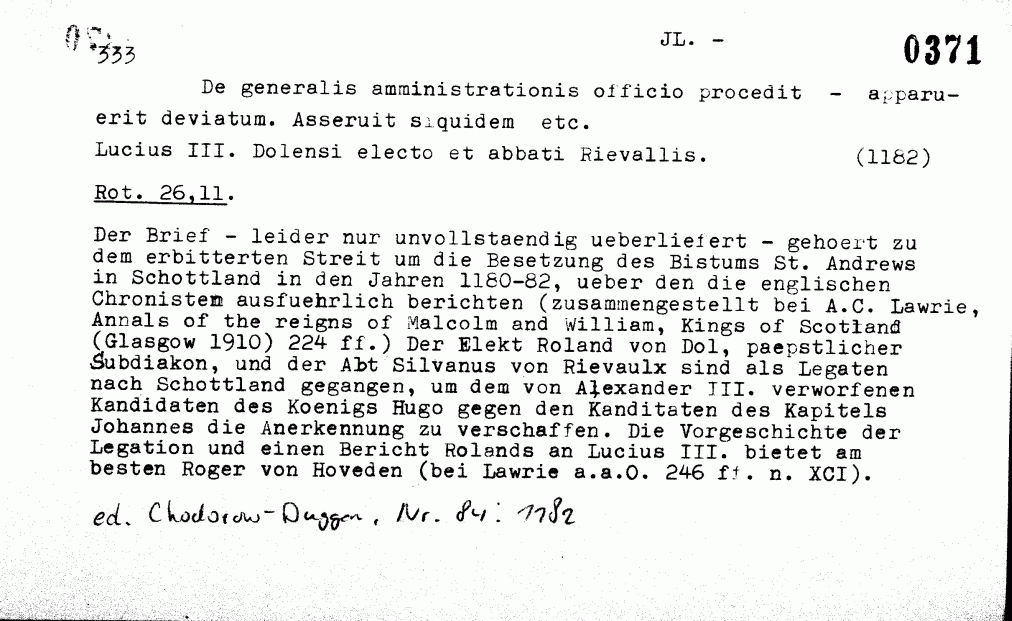 333 JL. - 0371
De generalis amministrationis officio procedit - apparu-
erit deviatum. Asseruit siquidem etc.
Lucius III. Dolensi electo et abbati Rievallis. (1182)
Rot. 26,11.
Der Brief - leider nur unvollstaendig ueberliefert - gehoert zu
dem erbitterten Streit um die Besetzung des Bistums St. Andrews
in Schottland in den Jahren 1180-82, ueber den die englischen
Chronisten ausfuehrlich berichten (zusammengestellt bei A.C. Lawrie,
Annals of the reigns of Malcolm and William, Kings of Scotland
(Glasgow 1910) 224 ff.) Der Elekt Roland von Dol, paepstlicher
Subdiakon, und der Abt Silvanus von Rievaulx sind als Legaten
nach Schottland gegangen, um dem von Alexander III. verworfenen
Kandidaten des Koenigs Hugo gegen den Kanditaten des Kapitels
Johannes die Anerkennung zu verschaffen. Die Vorgeschichte der
Legation und einen Bericht Rolands an Lucius III. bietet am
besten Roger von Hoveden (bei Lawrie a.a.O. 246 ff. n. XCI).
ed. Chodorow-Duggan, Nr. 84: 1182